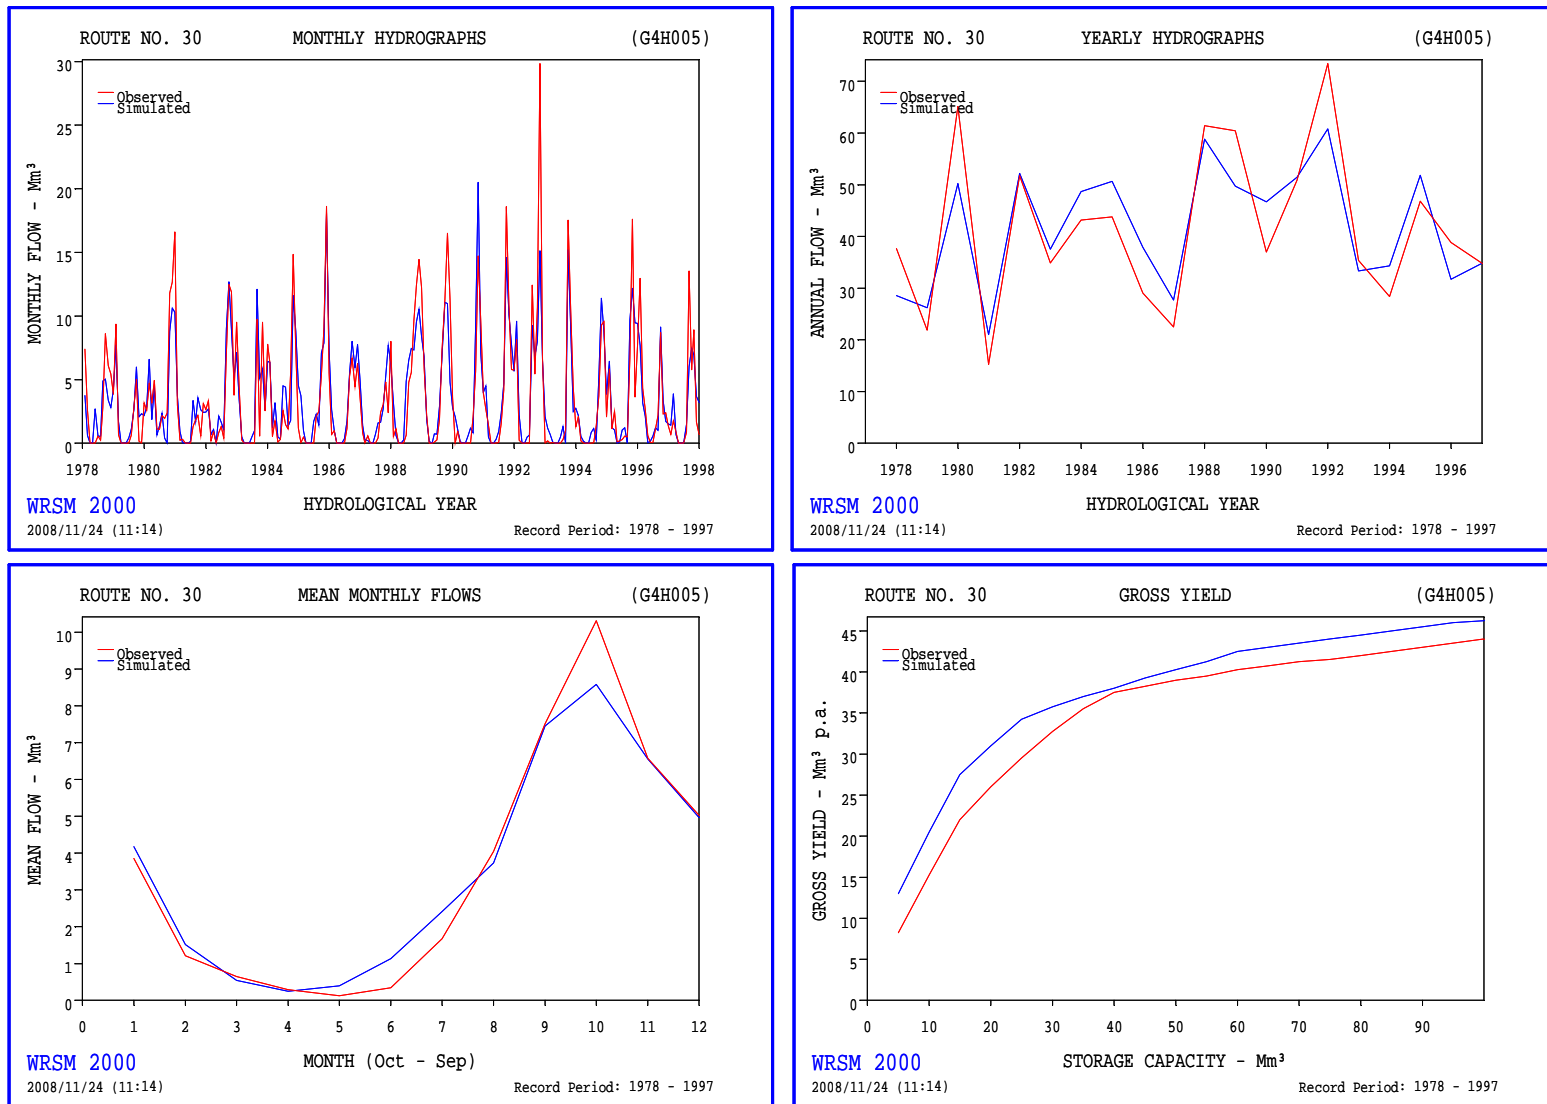 ROUTE NO. 30 MONTHLY HYDROGRAPHS (G4H005)
Observed
Simulated
MONTHLY FLOW - Mm³
30
25
20
15
10
5
0
1978 1980 1982 1984 1986 1988 1990 1992 1994 1996 1998
WRSM 2000 HYDROLOGICAL YEAR
2008/11/24 (11:14) Record Period: 1978 - 1997
ROUTE NO. 30 YEARLY HYDROGRAPHS (G4H005)
Observed
Simulated
ANNUAL FLOW - Mm³
70
60
50
40
30
20
10
0
1978 1980 1982 1984 1986 1988 1990 1992 1994 1996
WRSM 2000 HYDROLOGICAL YEAR
2008/11/24 (11:14) Record Period: 1978 - 1997
ROUTE NO. 30 MEAN MONTHLY FLOWS (G4H005)
Observed
Simulated
MEAN FLOW - Mm³
10
9
8
7
6
5
4
3
2
1
0
0 1 2 3 4 5 6 7 8 9 10 11 12
WRSM 2000 MONTH (Oct - Sep)
2008/11/24 (11:14) Record Period: 1978 - 1997
ROUTE NO. 30 GROSS YIELD (G4H005)
Observed
Simulated
GROSS YIELD - Mm³ p.a.
45
40
35
30
25
20
15
10
5
0
0 10 20 30 40 50 60 70 80 90
WRSM 2000 STORAGE CAPACITY - Mm³
2008/11/24 (11:14) Record Period: 1978 - 1997